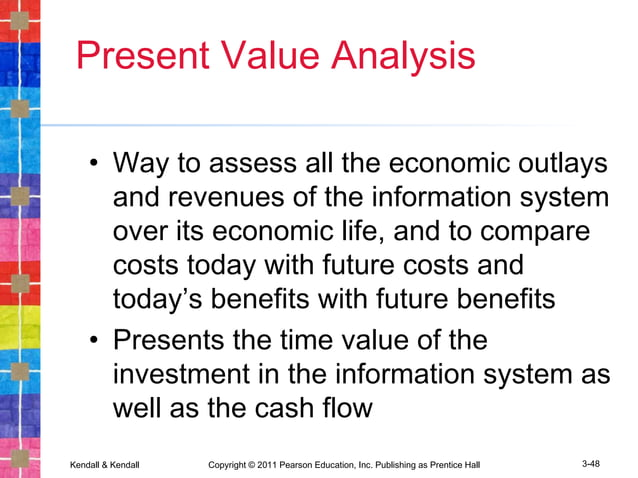 Present Value Analysis
• Way to assess all the economic outlays
and revenues of the information system
over its economic life, and to compare
costs today with future costs and
today’s benefits with future benefits
• Presents the time value of the
investment in the information system as
well as the cash flow
Kendall & Kendall Copyright © 2011 Pearson Education, Inc. Publishing as Prentice Hall 3-48